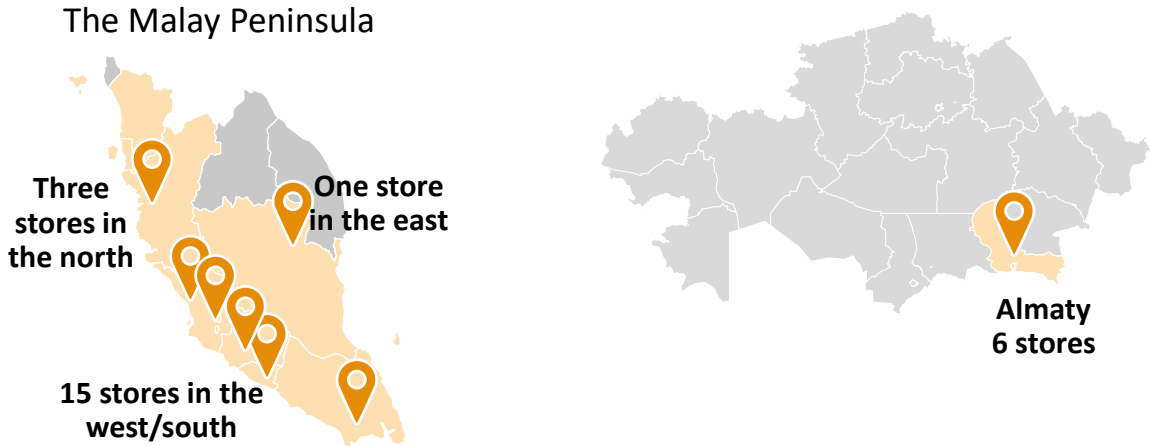 The Malay Peninsula
Three
stores in
the north
One store
in the east
15 stores in the
west/south
Almaty
6 stores